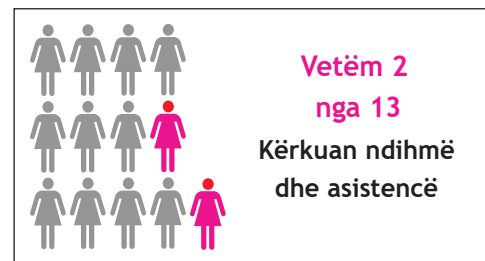 Vetëm 2
nga 13
Kërkuan ndihmë
dhe asistencë